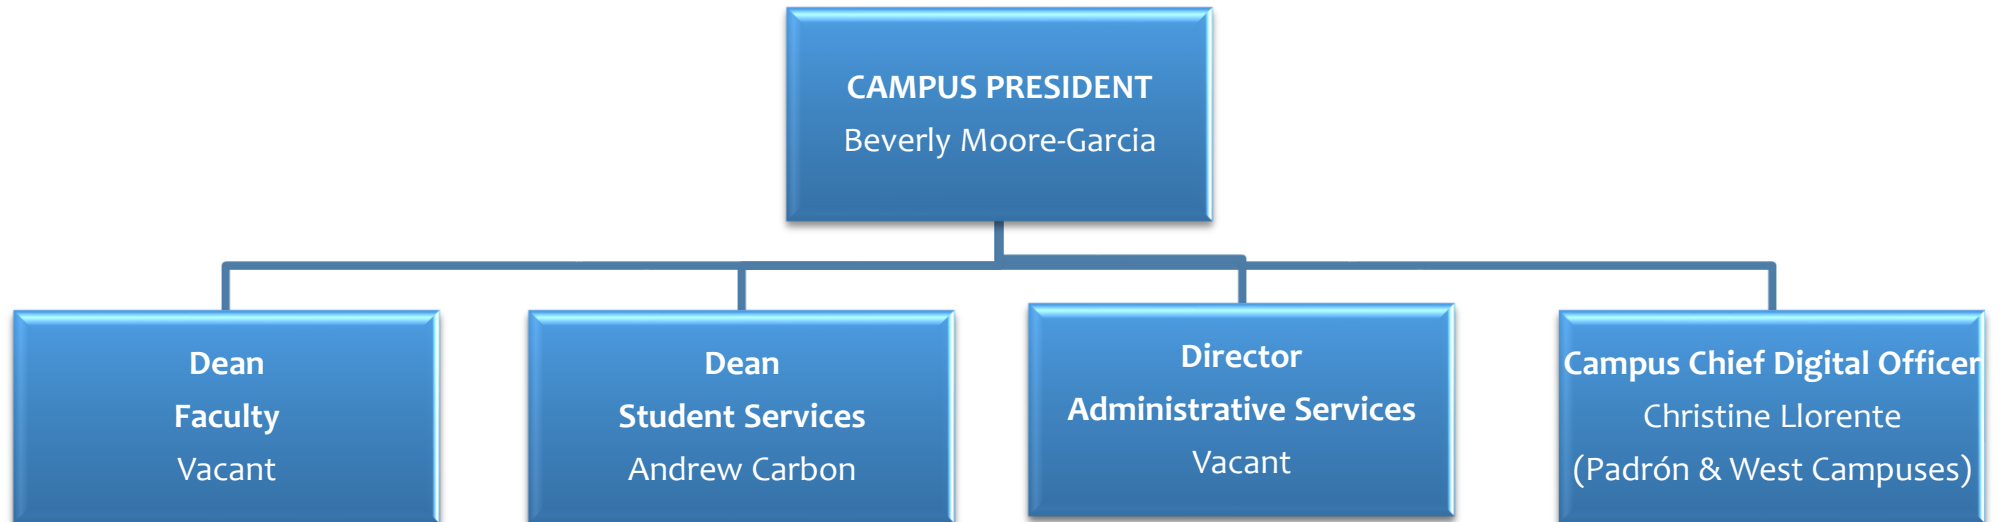 CAMPUS PRESIDENT
Beverly Moore-Garcia
Dean
Faculty
Vacant
Dean
Student Services
Andrew Carbon
Director
Administrative Services
Vacant
Campus Chief Digital Officer
Christine Llorente
(Padrón & West Campuses)